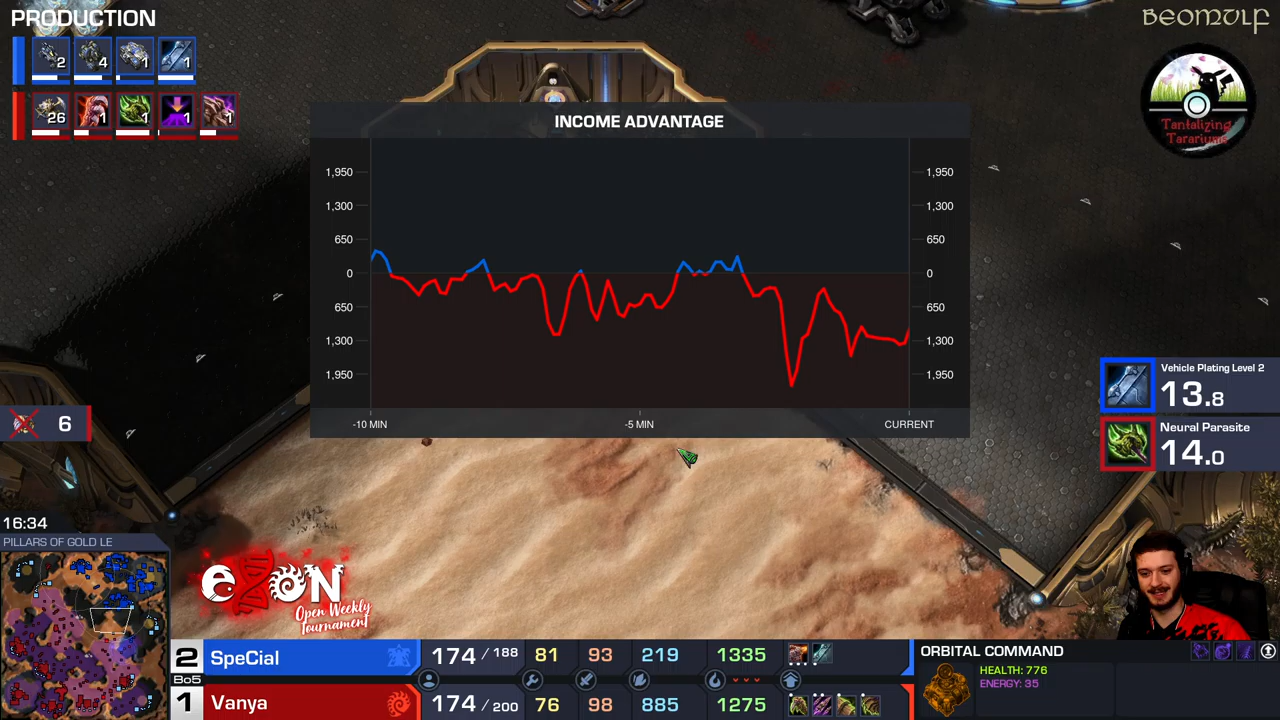 PRODUCTION
BEOMULF
2 4 1 1
26 1 1 1 1
Tantalizing
Tarariums
INCOME ADVANTAGE
1,950 1,950
1,300 1,300
650 650
0 0
650 650
1,300 1,300
1,950 1,950
-10 MIN -5 MIN CURRENT
Vehicle Plating Level 2
13.8
6
Neural Parasite
14.0
16:34
PILLARS OF GOLD LE
eXON
Open Weekly
Tournament
2 SpeCial 174 / 188 81 93 219 1335
Bo5
1 Vanya 174 / 200 76 98 885 1275
ORBITAL COMMAND
HEALTH: 776
ENERGY: 35